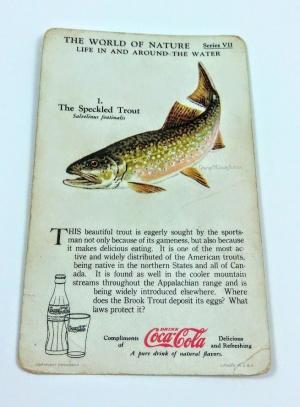 THE WORLD OF NATURE Series VII
LIFE IN AND AROUND THE WATER
1.
The Speckled Trout
Salvelinus fontinalis
THIS beautiful trout is eagerly sought by the sports-
man not only because of its gameness, but also because
it makes delicious eating. It is one of the most ac-
tive and widely distributed of the American trouts,
being native in the northern States and all of Can-
ada. It is found as well in the cooler mountain
streams throughout the Appalachian range and is
being widely introduced elsewhere. Where
does the Brook Trout deposit its eggs? What
laws protect it?
Compliments
of
DRINK
Coca-Cola
Delicious
and Refreshing
A pure drink of natural flavors.